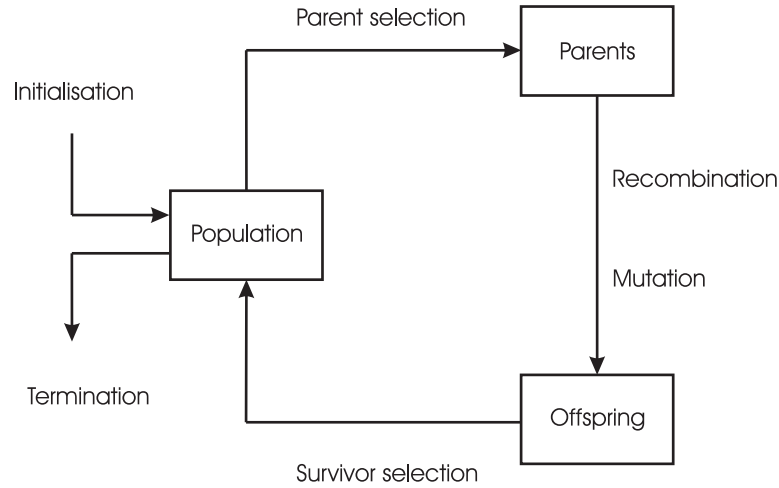 Parent selection
Parents
Initialisation
Recombination
Population
Mutation
Termination
Offspring
Survivor selection